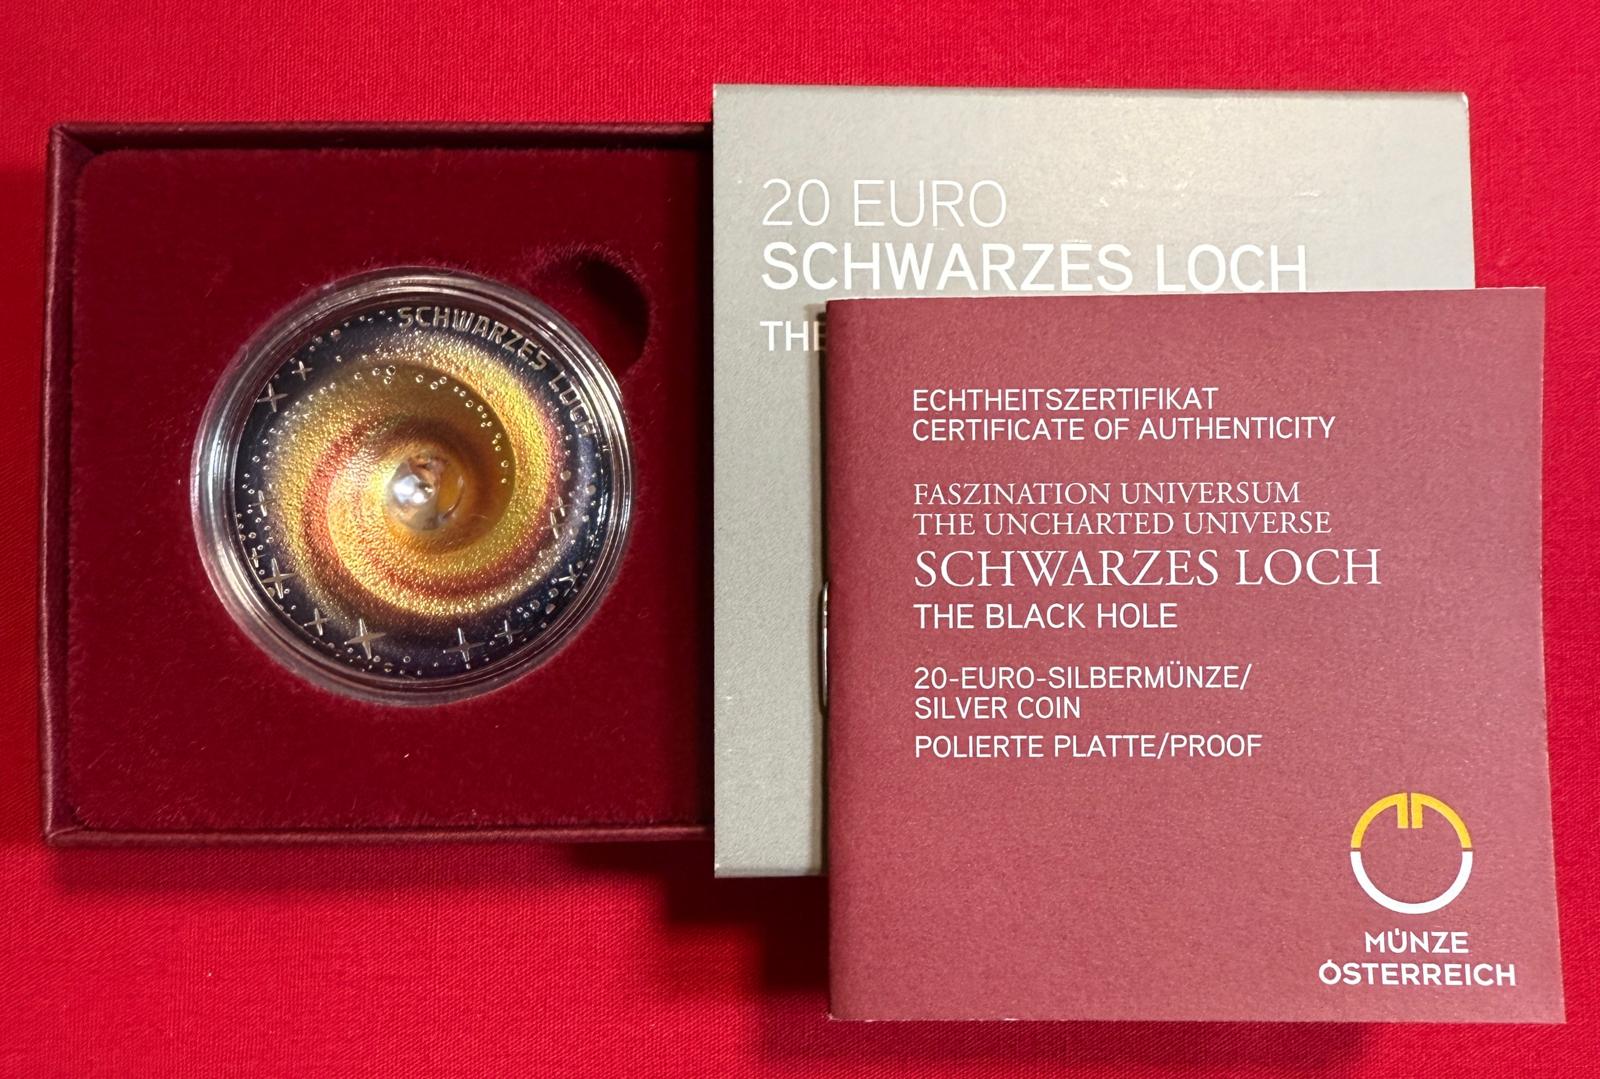 SCHWARZES LOCH
20 EURO
SCHWARZES LOCH
THE
ECHTHEITSZERTIFIKAT
CERTIFICATE OF AUTHENTICITY
FASZINATION UNIVERSUM
THE UNCHARTED UNIVERSE
SCHWARZES LOCH
THE BLACK HOLE
20-EURO-SILBERMÜNZE/
SILVER COIN
POLIERTE PLATTE/PROOF
MÜNZE
ÖSTERREICH